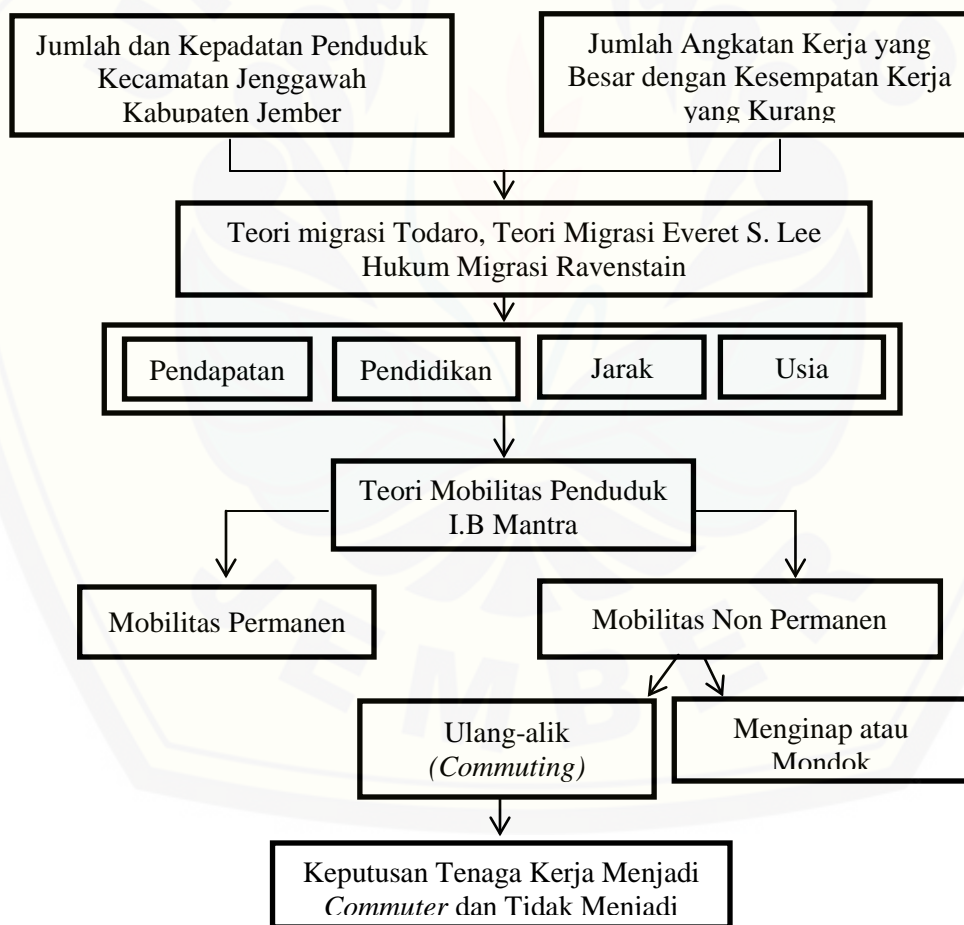 Jumlah dan Kepadatan Penduduk
Kecamatan Jenggawah
Kabupaten Jember
Jumlah Angkatan Kerja yang
Besar dengan Kesempatan Kerja
yang Kurang
Teori migrasi Todaro, Teori Migrasi Everet S. Lee
Hukum Migrasi Ravenstain
Pendapatan
Pendidikan
Jarak
Usia
Teori Mobilitas Penduduk
I.B Mantra
Mobilitas Permanen
Mobilitas Non Permanen
Ulang-alik
(Commuting)
Menginap atau
Mondok
Keputusan Tenaga Kerja Menjadi
Commuter dan Tidak Menjadi
JEMBER